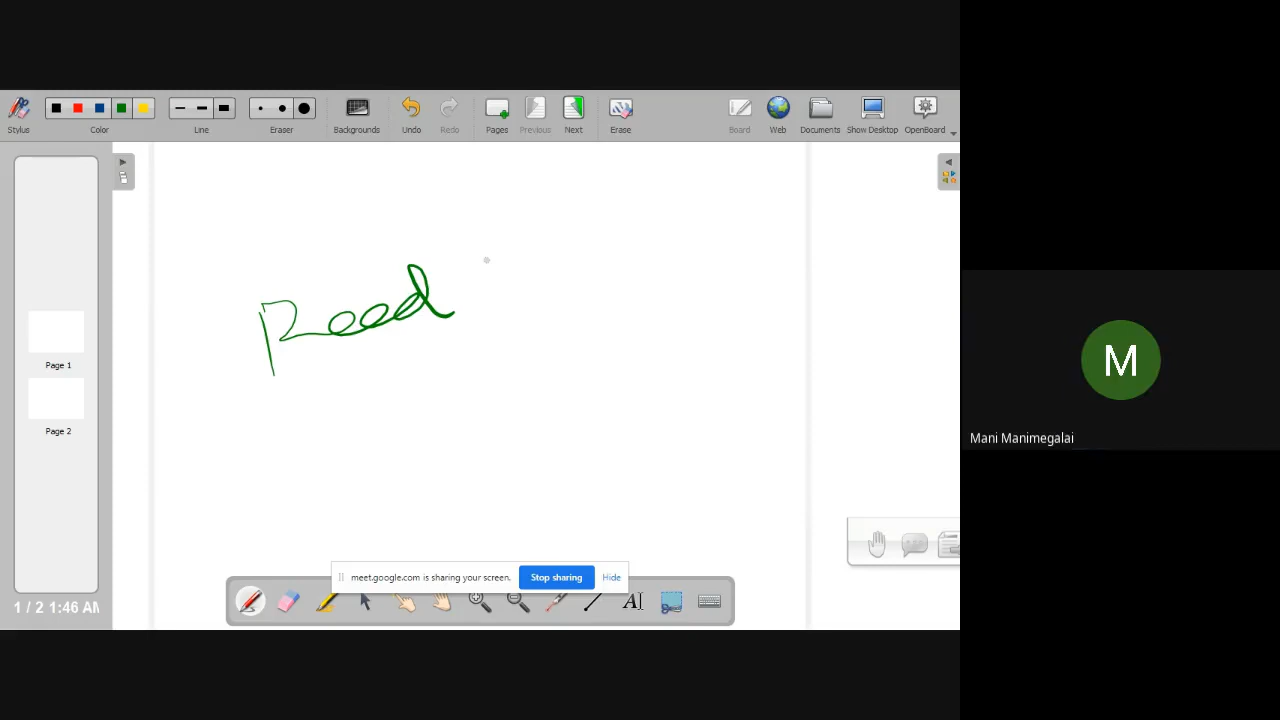 Stylus
Color
Line
Eraser
Backgrounds
Undo
Redo
Pages
Previous
Next
Erase
Board
Web
Documents
Show Desktop
OpenBoard
Page 1
Page 2
Reed
M
Mani Manimegalai
meet.google.com is sharing your screen.
Stop sharing
Hide
1 / 2 1:46 AM